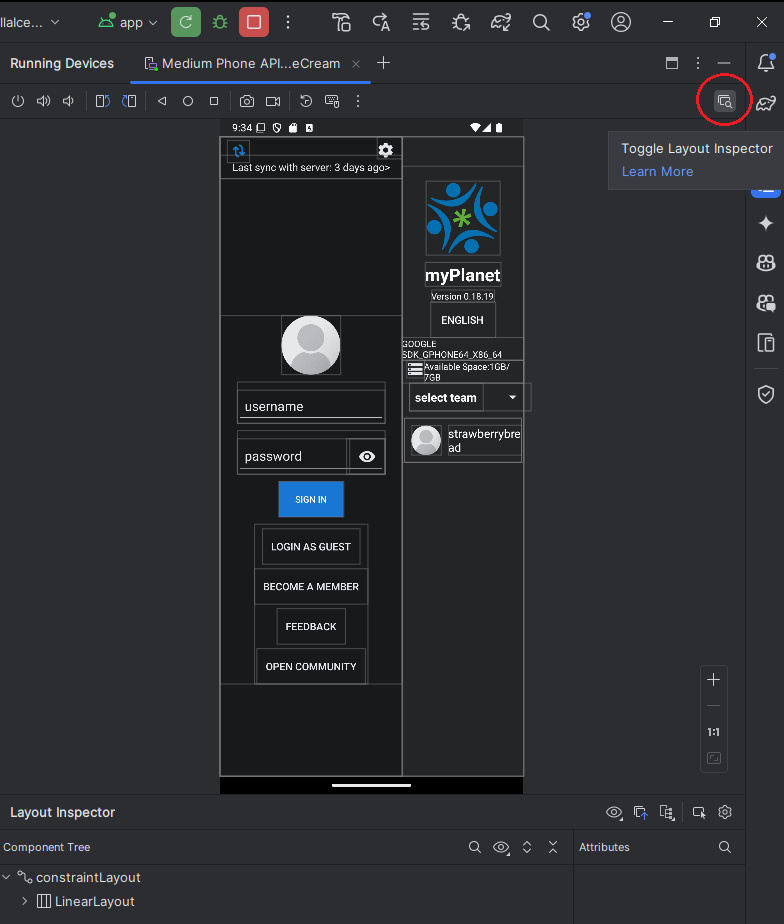 llalce...
app
Running Devices
Medium Phone API...eCream
Toggle Layout Inspector
Learn More
9:34
Last sync with server: 3 days ago>
myPlanet
Version 0.18.19
ENGLISH
GOOGLE
SDK_GPHONE64_X86_64
Available Space:1GB/
7GB
select team
strawberrybre
ad
username
password
SIGN IN
LOGIN AS GUEST
BECOME A MEMBER
FEEDBACK
OPEN COMMUNITY
1:1
Layout Inspector
Component Tree
Attributes
constraintLayout
LinearLayout